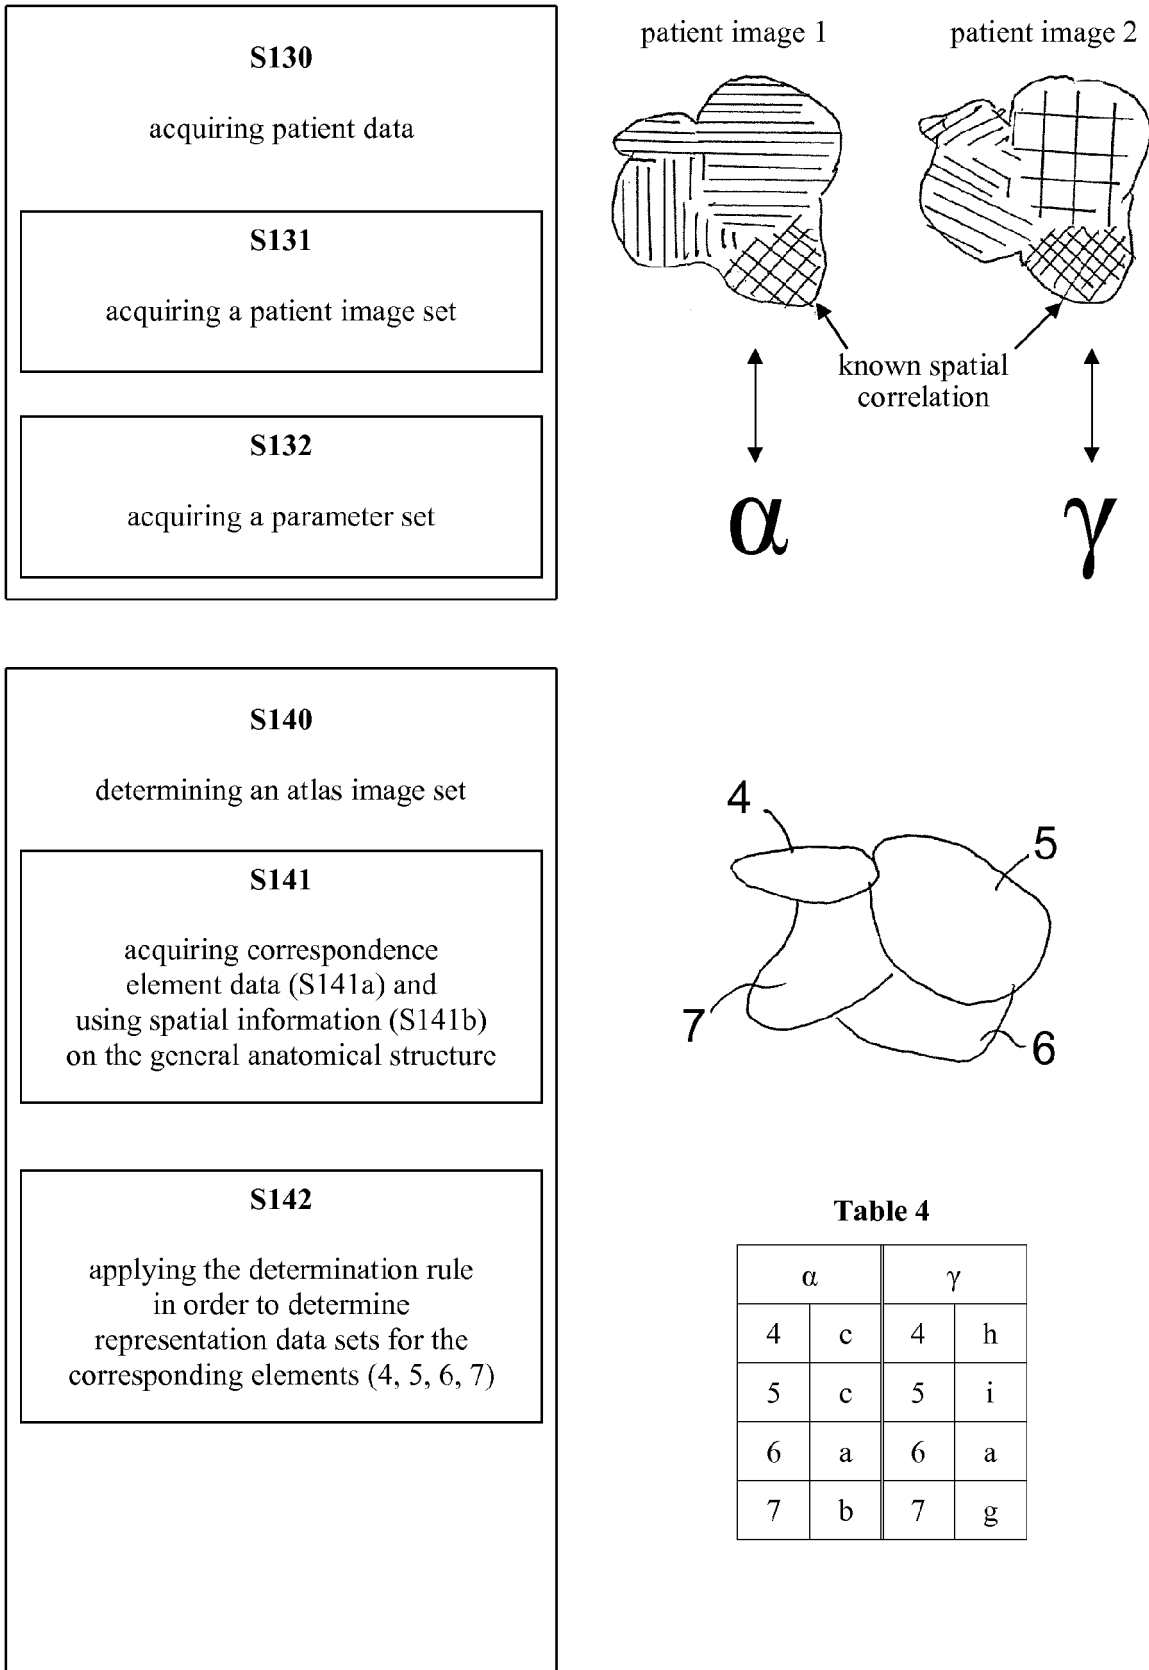 S130
acquiring patient data
S131
acquiring a patient image set
S132
acquiring a parameter set
patient image 1
patient image 2
known spatial
correlation
α
γ
S140
determining an atlas image set
S141
acquiring correspondence
element data (S141a) and
using spatial information (S141b)
on the general anatomical structure
S142
applying the determination rule
in order to determine
representation data sets for the
corresponding elements (4, 5, 6, 7)
4
5
7
6
Table 4
α γ
4 c 4 h
5 c 5 i
6 a 6 a
7 b 7 g